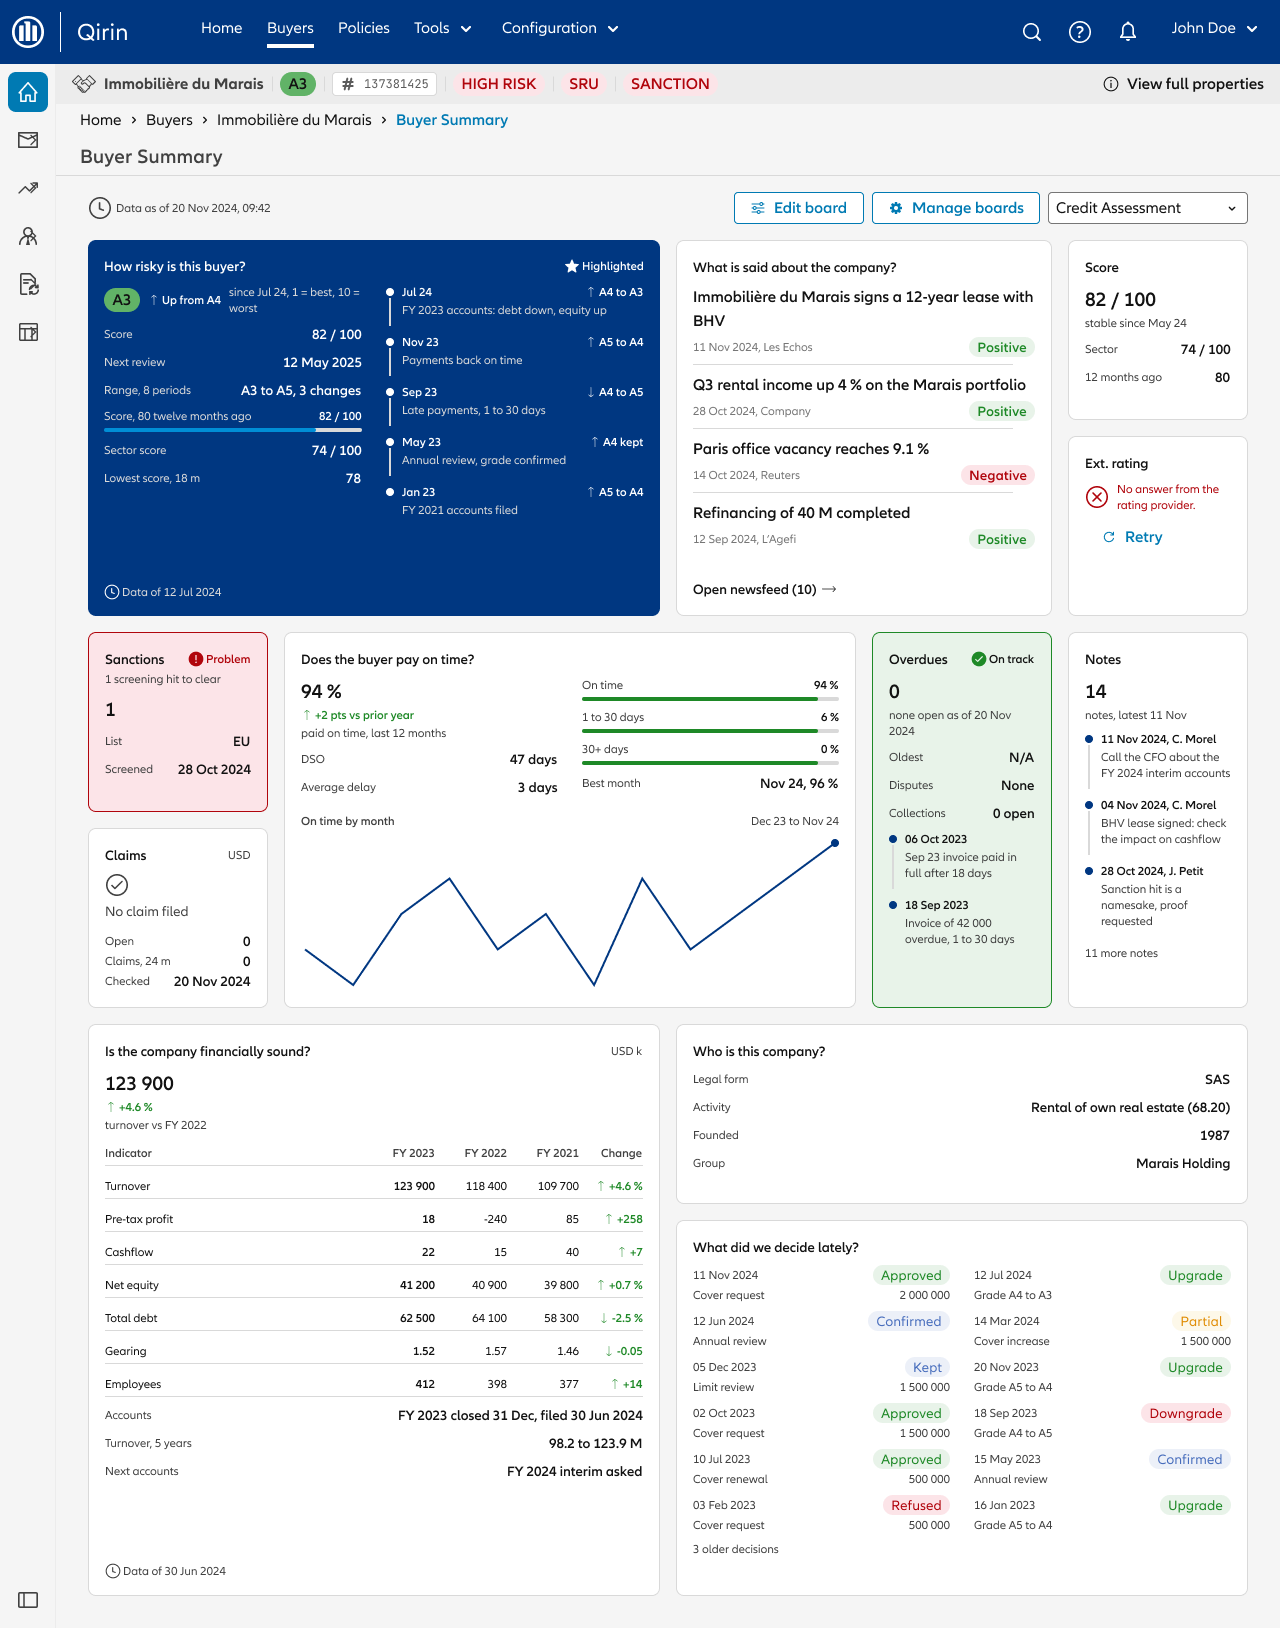 Qirin
Home
Buyers
Policies
Tools
Configuration
John Doe
Immobilière du Marais
A3
# 137381425
HIGH RISK
SRU
SANCTION
View full properties
Home > Buyers > Immobilière du Marais > Buyer Summary
Buyer Summary
Data as of 20 Nov 2024, 09:42
Edit board
Manage boards
Credit Assessment
How risky is this buyer?
Highlighted
A3 ↑ Up from A4 since Jul 24, 1 = best, 10 =
worst
Score 82 / 100
Next review 12 May 2025
Range, 8 periods A3 to A5, 3 changes
Score, 80 twelve months ago 82 / 100
Sector score 74 / 100
Lowest score, 18 m 78
Jul 24 ↑ A4 to A3
FY 2023 accounts: debt down, equity up
Nov 23 ↑ A5 to A4
Payments back on time
Sep 23 ↓ A4 to A5
Late payments, 1 to 30 days
May 23 ↑ A4 kept
Annual review, grade confirmed
Jan 23 ↑ A5 to A4
FY 2021 accounts filed
Data of 12 Jul 2024
What is said about the company?
Immobilière du Marais signs a 12-year lease with
BHV
11 Nov 2024, Les Echos Positive
Q3 rental income up 4 % on the Marais portfolio
28 Oct 2024, Company Positive
Paris office vacancy reaches 9.1 %
14 Oct 2024, Reuters Negative
Refinancing of 40 M completed
12 Sep 2024, L'Agefi Positive
Open newsfeed (10) →
Score
82 / 100
stable since May 24
Sector 74 / 100
12 months ago 80
Ext. rating
No answer from the
rating provider.
Retry
Sanctions Problem
1 screening hit to clear
1
List EU
Screened 28 Oct 2024
Claims USD
No claim filed
Open 0
Claims, 24 m 0
Checked 20 Nov 2024
Does the buyer pay on time?
94 %
↑ +2 pts vs prior year
paid on time, last 12 months
DSO 47 days
Average delay 3 days
On time 94 %
1 to 30 days 6 %
30+ days 0 %
Best month Nov 24, 96 %
On time by month Dec 23 to Nov 24
Overdues On track
0
none open as of 20 Nov
2024
Oldest N/A
Disputes None
Collections 0 open
06 Oct 2023
Sep 23 invoice paid in
full after 18 days
18 Sep 2023
Invoice of 42 000
overdue, 1 to 30 days
Notes
14
notes, latest 11 Nov
11 Nov 2024, C. Morel
Call the CFO about the
FY 2024 interim accounts
04 Nov 2024, C. Morel
BHV lease signed: check
the impact on cashflow
28 Oct 2024, J. Petit
Sanction hit is a
namesake, proof
requested
11 more notes
Is the company financially sound? USD k
123 900
↑ +4.6 %
turnover vs FY 2022
Indicator FY 2023 FY 2022 FY 2021 Change
Turnover 123 900 118 400 109 700 ↑ +4.6 %
Pre-tax profit 18 -240 85 ↑ +258
Cashflow 22 15 40 ↑ +7
Net equity 41 200 40 900 39 800 ↑ +0.7 %
Total debt 62 500 64 100 58 300 ↓ -2.5 %
Gearing 1.52 1.57 1.46 ↓ -0.05
Employees 412 398 377 ↑ +14
Accounts FY 2023 closed 31 Dec, filed 30 Jun 2024
Turnover, 5 years 98.2 to 123.9 M
Next accounts FY 2024 interim asked
Data of 30 Jun 2024
Who is this company?
Legal form SAS
Activity Rental of own real estate (68.20)
Founded 1987
Group Marais Holding
What did we decide lately?
11 Nov 2024 Approved
Cover request 2 000 000
12 Jul 2024 Upgrade
Grade A4 to A3
12 Jun 2024 Confirmed
Annual review
14 Mar 2024 Partial
Cover increase 1 500 000
05 Dec 2023 Kept
Limit review 1 500 000
20 Nov 2023 Upgrade
Grade A5 to A4
02 Oct 2023 Approved
Cover request 1 500 000
18 Sep 2023 Downgrade
Grade A4 to A5
10 Jul 2023 Approved
Cover renewal 500 000
15 May 2023 Confirmed
Annual review
03 Feb 2023 Refused
Cover request 500 000
16 Jan 2023 Upgrade
Grade A5 to A4
3 older decisions